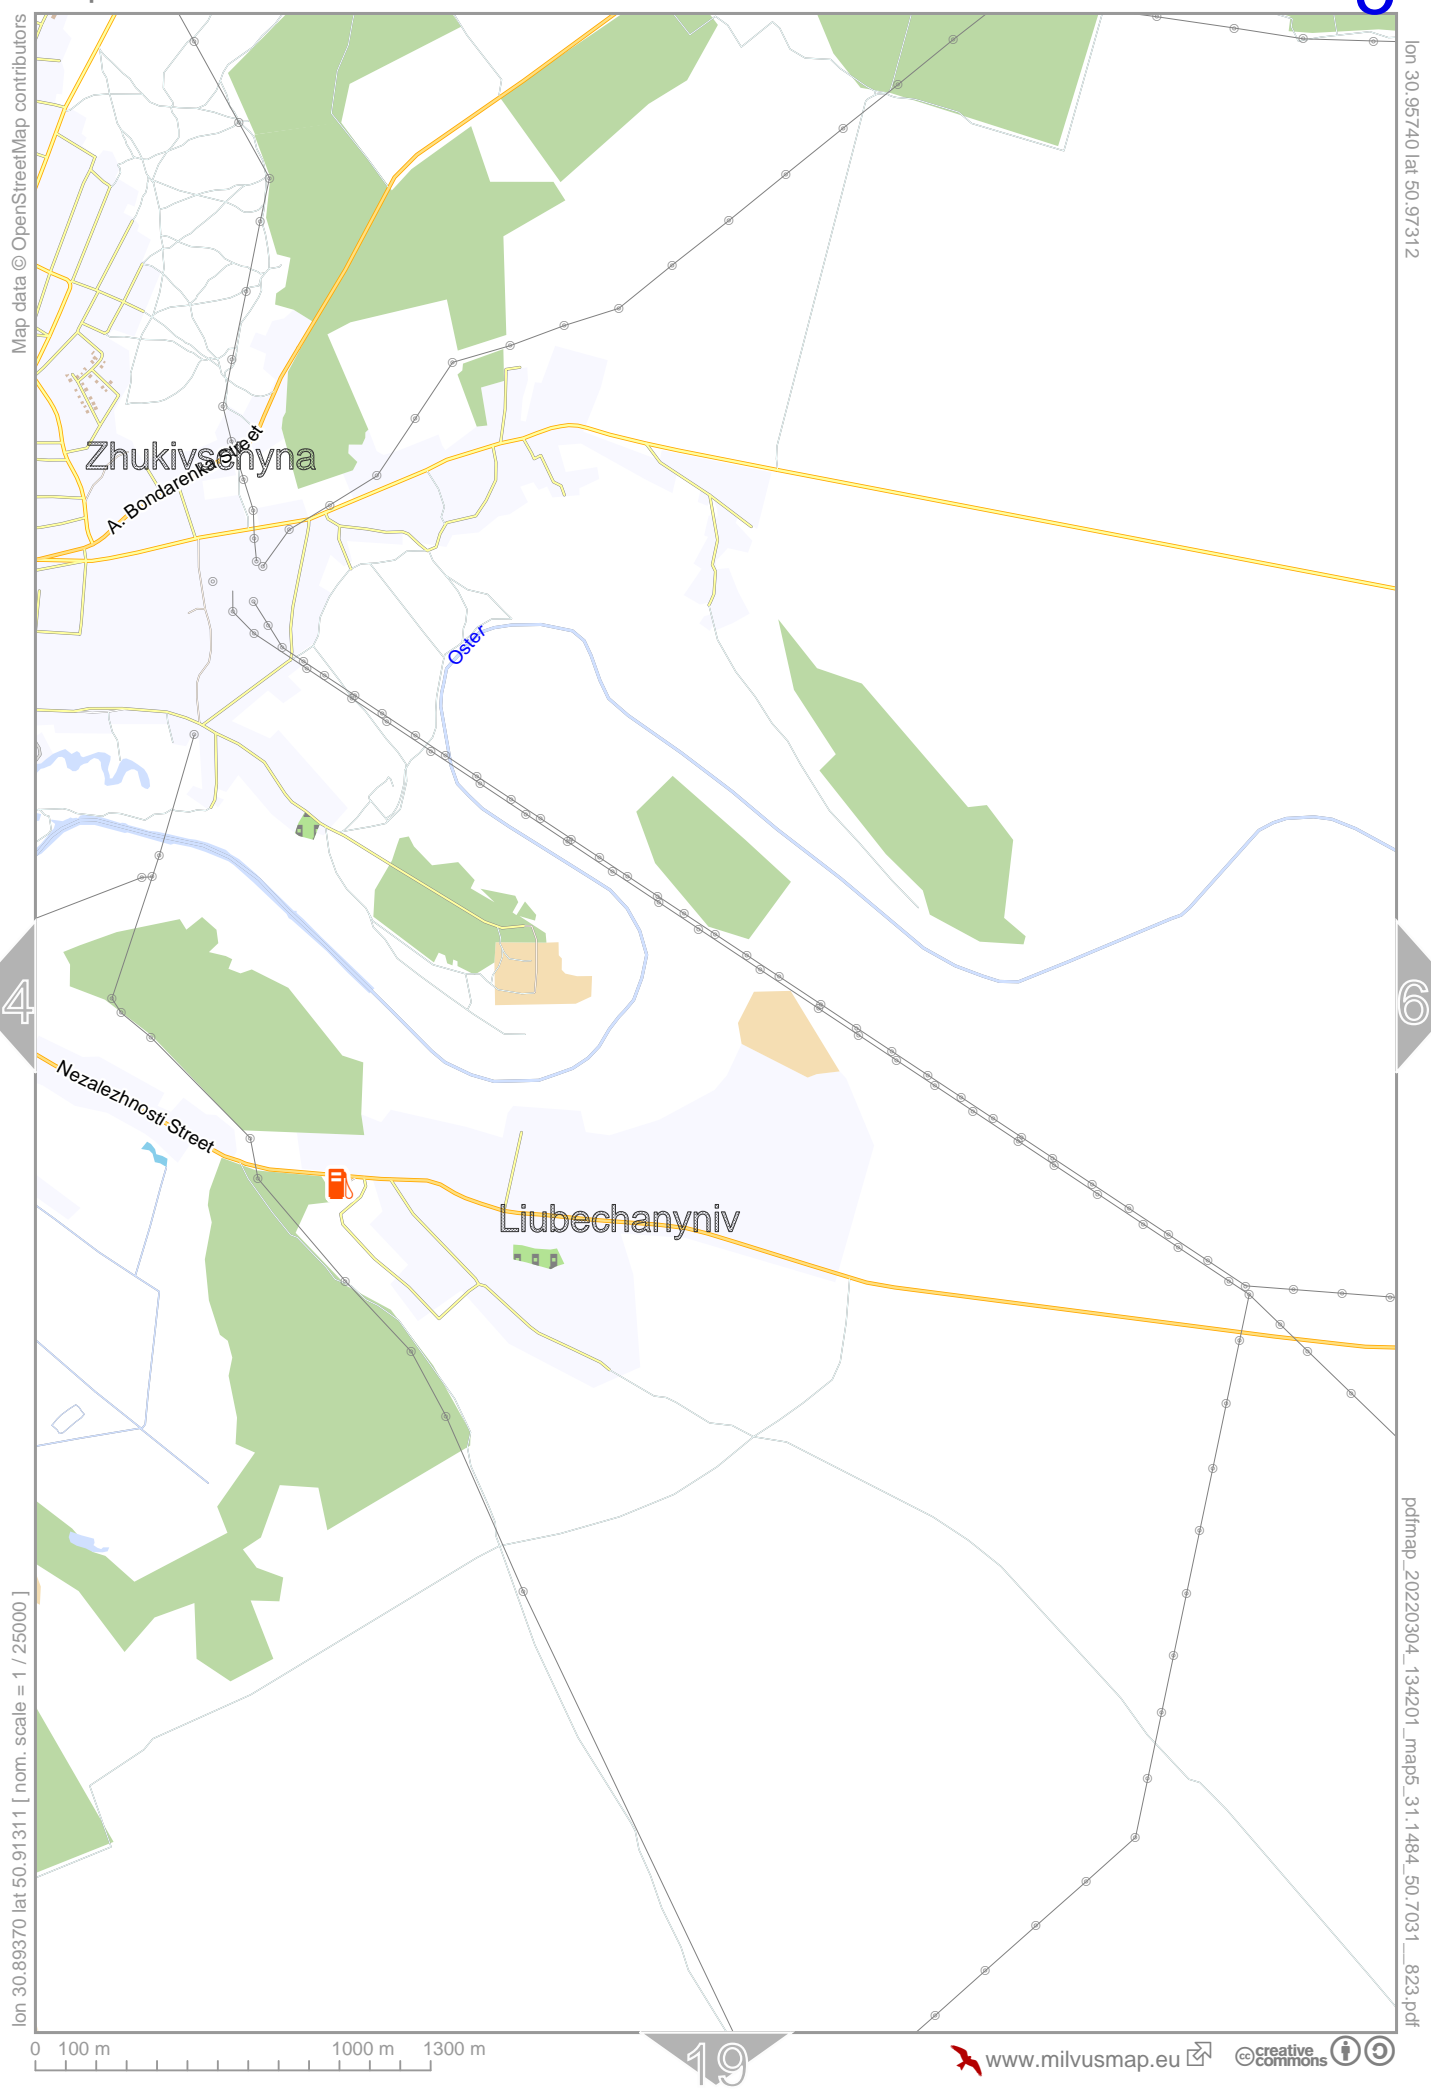 Map data © OpenStreetMap contributors
lon 30.95740 lat 50.97312
Zhukivschyna
A. Bondarenka Street
Oster
4
6
Nezalezhnosti Street
Liubechanyniv
lon 30.89370 lat 50.91311 [ nom. scale = 1 / 25000 ]
pdfmap_20220304_134201_map5_31.1484_50.7031__823.pdf
0 100 m 1000 m 1300 m
19
www.milvusmap.eu
cc creative commons